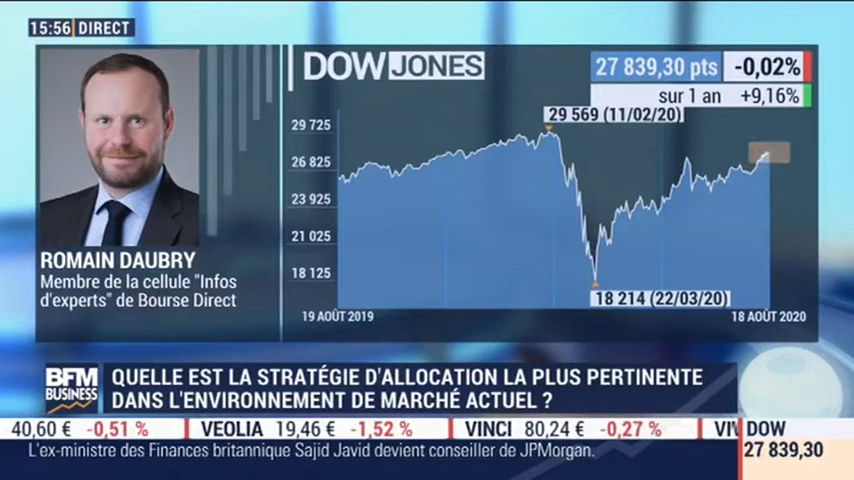 15:56 DIRECT
DOW JONES
27 839,30 pts -0,02%
sur 1 an +9,16%
29 569 (11/02/20)
29 725
26 825
23 925
21 025
18 125
18 214 (22/03/20)
19 AOÛT 2019 18 AOÛT 2020
ROMAIN DAUBRY
Membre de la cellule "Infos
d'experts" de Bourse Direct
BFM
BUSINESS
QUELLE EST LA STRATÉGIE D'ALLOCATION LA PLUS PERTINENTE
DANS L'ENVIRONNEMENT DE MARCHÉ ACTUEL ?
40,60 € -0,51 % VEOLIA 19,46 € -1,52 % VINCI 80,24 € -0,27 %
DOW
27 839,30
L'ex-ministre des Finances britannique Sajid Javid devient conseiller de JPMorgan.